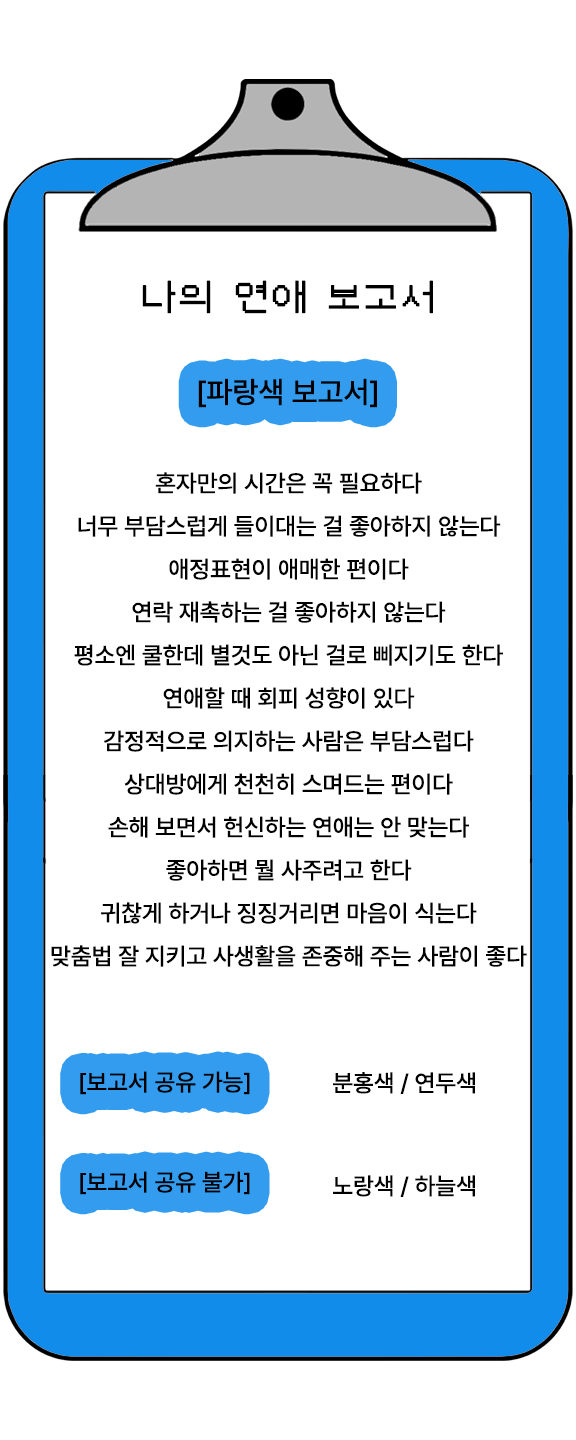 나의 연애 보고서
[파랑색 보고서]
혼자만의 시간은 꼭 필요하다
너무 부담스럽게 들이대는 걸 좋아하지 않는다
애정표현이 애매한 편이다
연락 재촉하는 걸 좋아하지 않는다
평소엔 쿨한데 별것도 아닌 걸로 삐지기도 한다
연애할 때 회피 성향이 있다
감정적으로 의지하는 사람은 부담스럽다
상대방에게 천천히 스며드는 편이다
손해 보면서 헌신하는 연애는 안 맞는다
좋아하면 뭘 사주려고 한다
귀찮게 하거나 징징거리면 마음이 식는다
맞춤법 잘 지키고 사생활을 존중해 주는 사람이 좋다
[보고서 공유 가능] 분홍색 / 연두색
[보고서 공유 불가] 노랑색 / 하늘색